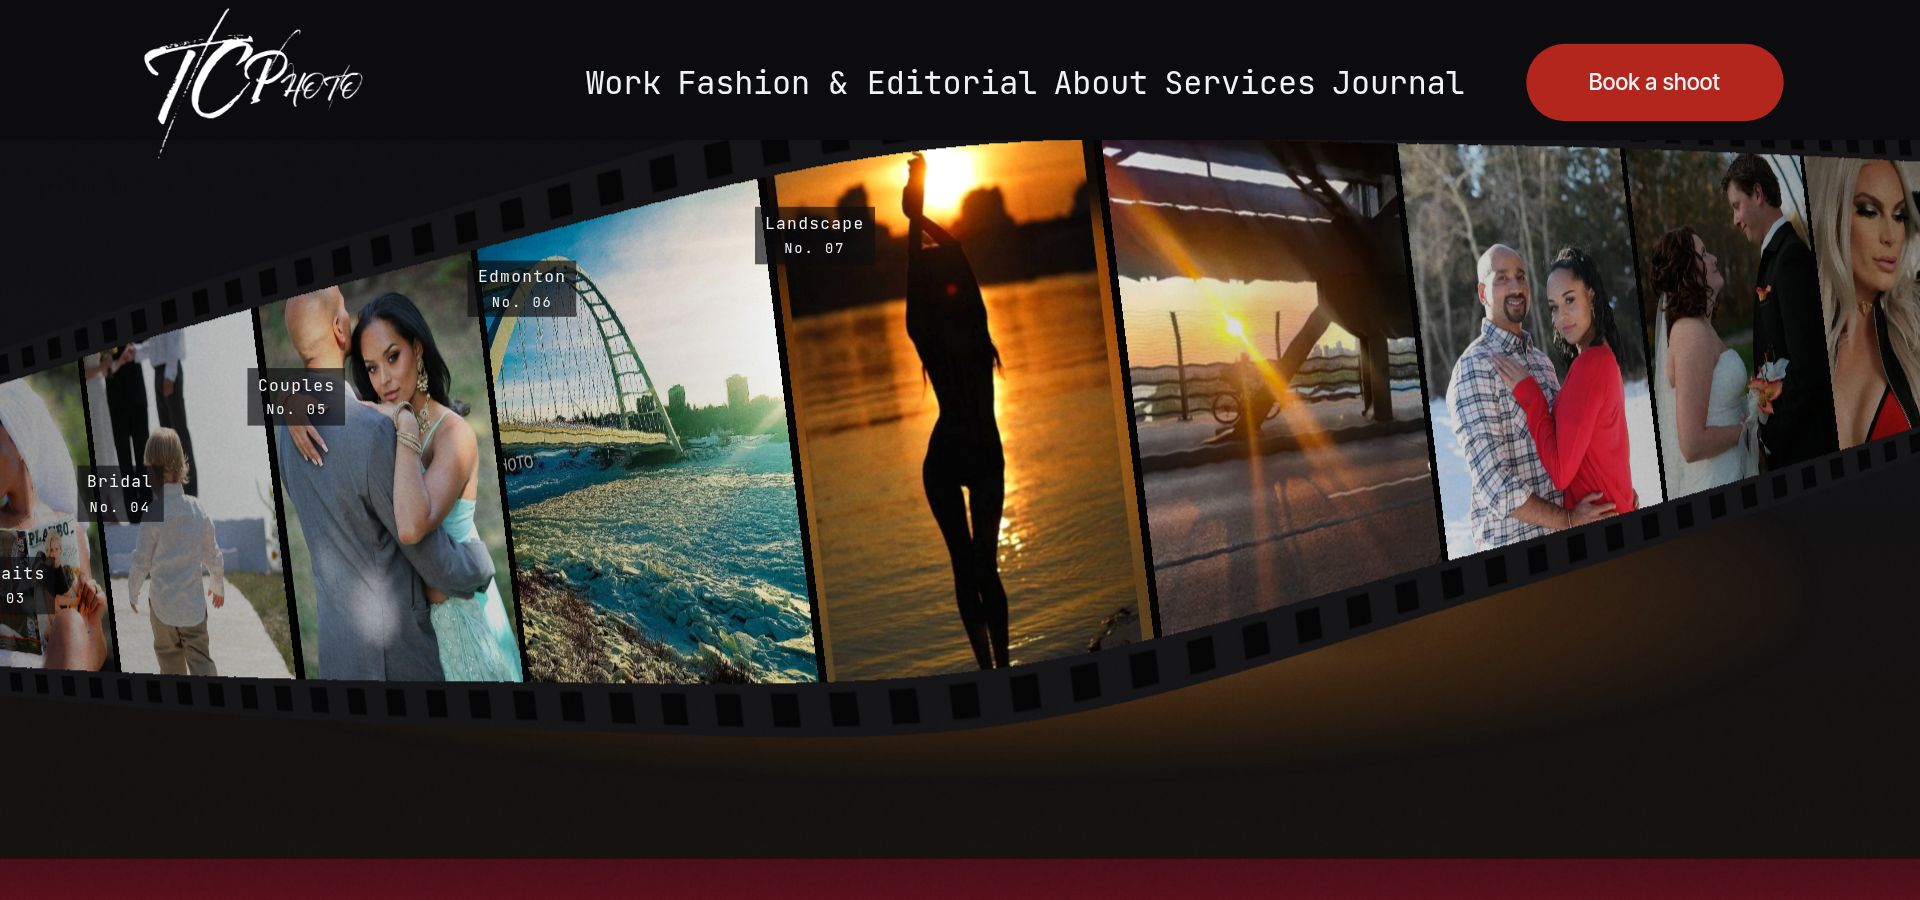 TCPHOTO
Work Fashion & Editorial About Services Journal
Book a shoot
Landscape
No. 07
Edmonton
No. 06
Couples
No. 05
Bridal
No. 04
aits
03
HOTO